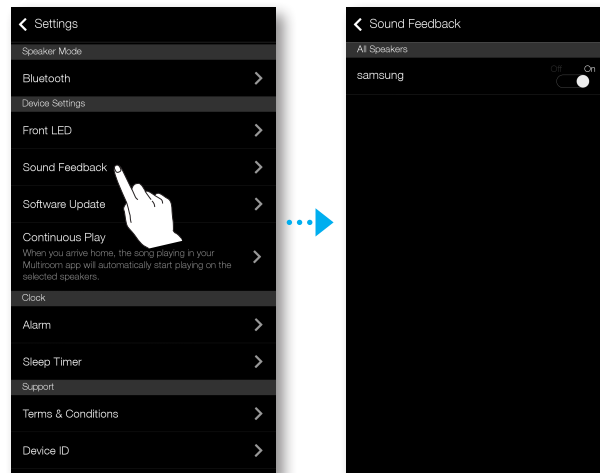 Settings
Speaker Mode
Bluetooth
Device Settings
Front LED
Sound Feedback
Software Update
Continuous Play
When you arrive home, the song playing in your
Multiroom app will automatically start playing on the
selected speakers.
Clock
Alarm
Sleep Timer
Support
Terms & Conditions
Device ID
Sound Feedback
All Speakers
samsung
Off On